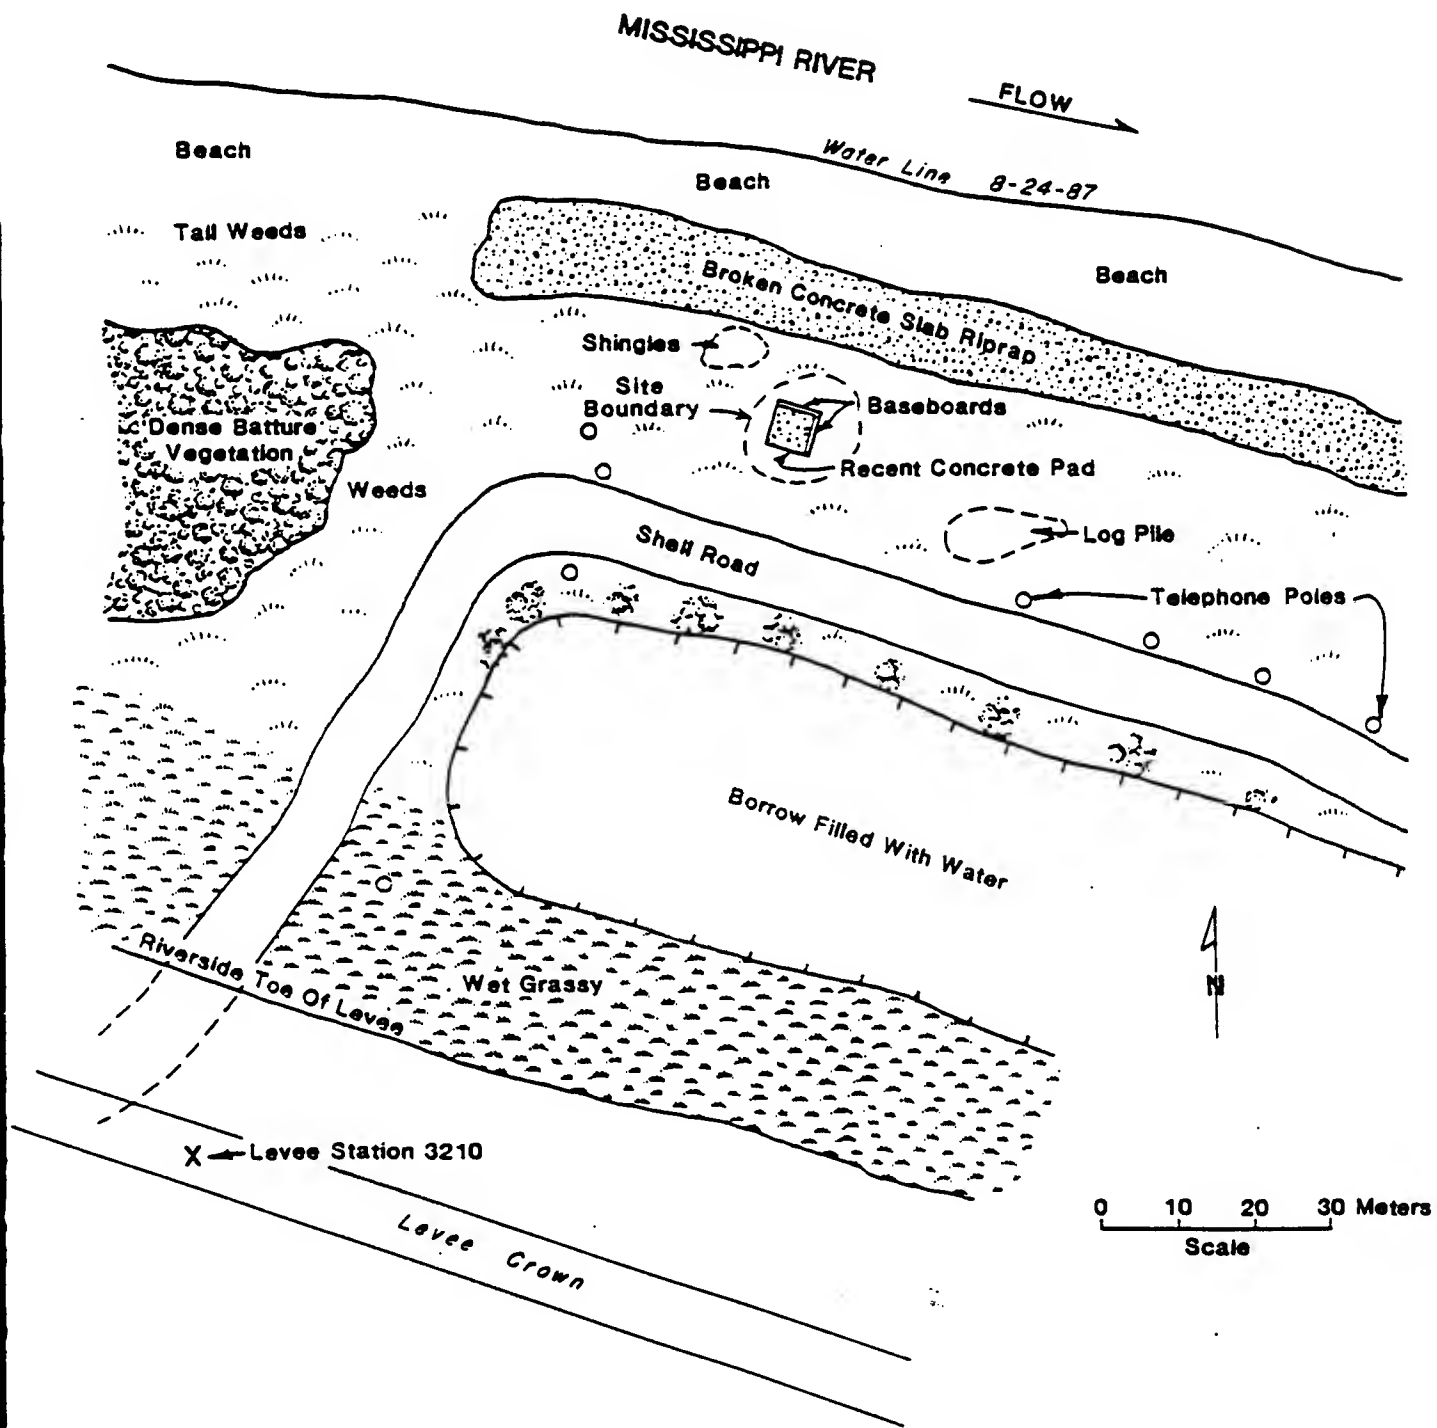 MISSISSIPPI RIVER
FLOW
Water Line 8-24-87
Beach
Beach
Beach
Tall Weeds
Broken Concrete Slab Riprap
Shingles
Site
Boundary
Baseboards
Recent Concrete Pad
Dense Batture
Vegetation
Weeds
Log Pile
Shell Road
Telephone Poles
Borrow Filled With Water
Riverside Toe Of Levee
Wet Grassy
N
Levee Station 3210
X
Levee Crown
0 10 20 30 Meters
Scale